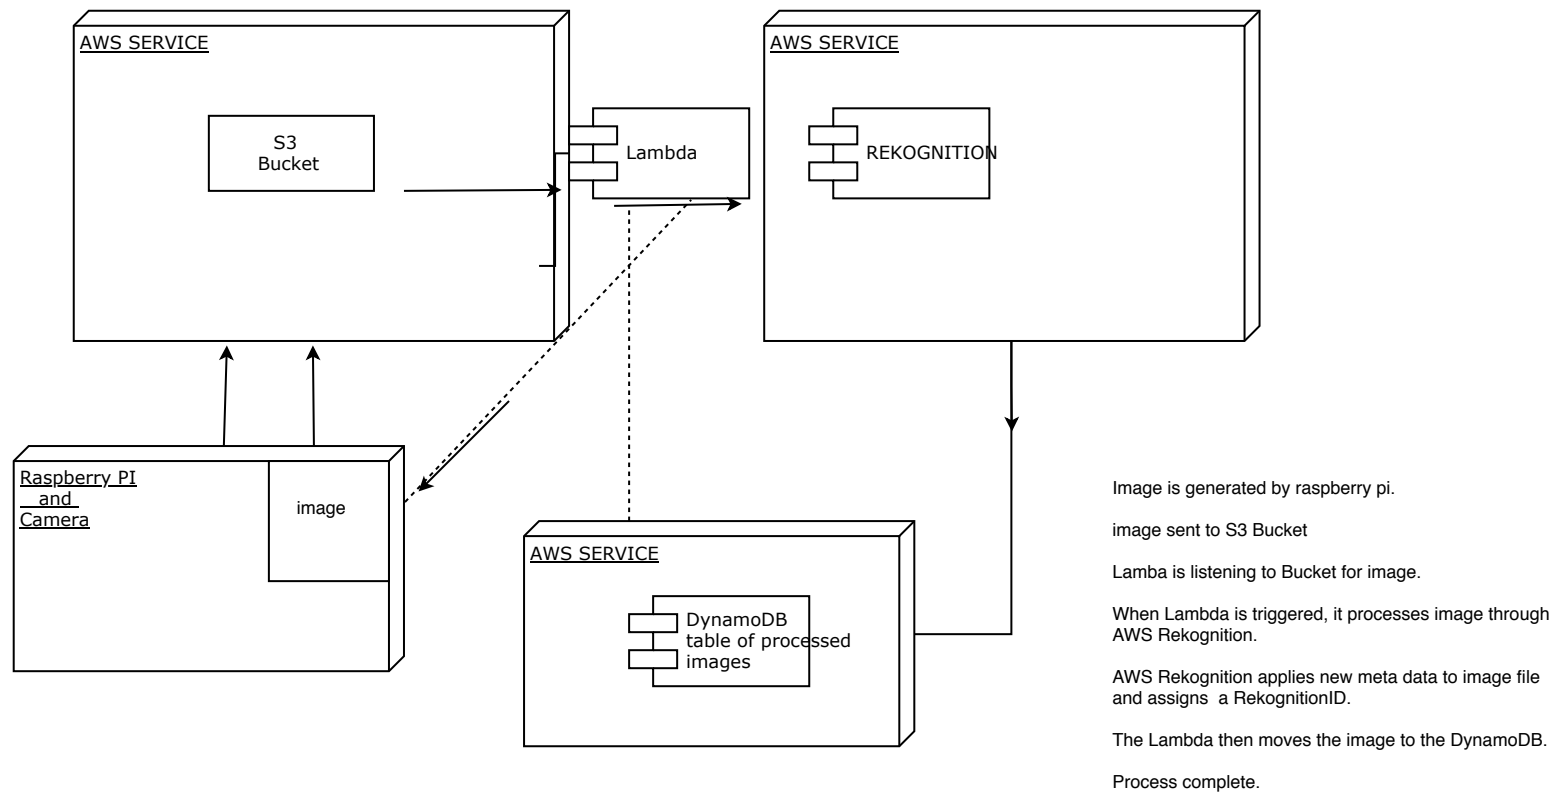 AWS SERVICE
S3
Bucket
Lambda
AWS SERVICE
REKOGNITION
Raspberry PI
and
Camera
image
AWS SERVICE
DynamoDB
table of processed
images
Image is generated by raspberry pi.
image sent to S3 Bucket
Lamba is listening to Bucket for image.
When Lambda is triggered, it processes image through
AWS Rekognition.
AWS Rekognition applies new meta data to image file
and assigns  a RekognitionID.
The Lambda then moves the image to the DynamoDB.
Process complete.